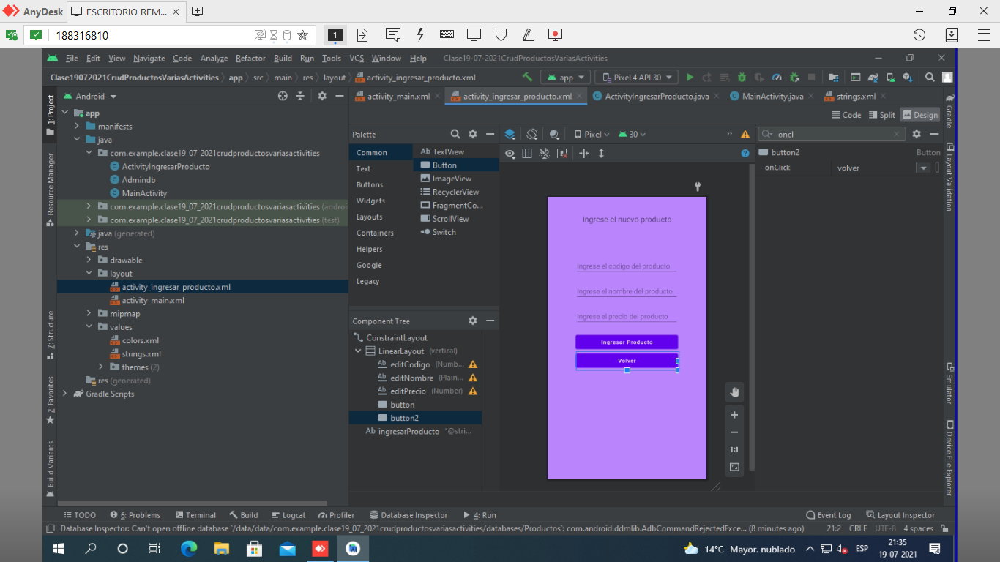 AnyDesk ESCRITORIO REM...
188316810 1
File Edit View Navigate Code Analyze Refactor Build Run Tools VCS Window Help Clase19-07-2021CrudProductosVariasActivities
Clase19072021CrudProductosVariasActivities app src main res layout activity_ingresar_producto.xml app Pixel 4 API 30
Android activity_main.xml activity_ingresar_producto.xml ActivityIngresarProducto.java MainActivity.java strings.xml
Code Split Design
1: Project
Resource Manager
Z: Structure
2: Favorites
Build Variants
app
manifests
java
com.example.clase19_07_2021crudproductosvariasactivities
ActivityIngresarProducto
Admindb
MainActivity
com.example.clase19_07_2021crudproductosvariasactivities (androi
com.example.clase19_07_2021crudproductosvariasactivities (test)
java (generated)
res
drawable
layout
activity_ingresar_producto.xml
activity_main.xml
mipmap
values
colors.xml
strings.xml
themes (2)
res (generated)
Gradle Scripts
Palette
Common
Text
Buttons
Widgets
Layouts
Containers
Helpers
Google
Legacy
Ab TextView
Button
ImageView
RecyclerView
FragmentCo...
ScrollView
Switch
Component Tree
ConstraintLayout
LinearLayout (vertical)
Ab editCodigo (Numb...
Ab editNombre (Plain...
Ab editPrecio (Number)
button
button2
Ab ingresarProducto "@stri...
Pixel 30 »
Ingrese el nuevo producto
Ingrese el codigo del producto
Ingrese el nombre del producto
Ingrese el precio del producto
Ingresar Producto
Volver
1:1
oncl
button2 Button
onClick volver
Gradle
Layout Validation
Emulator
Device File Explorer
TODO 6: Problems Terminal Build Logcat Profiler Database Inspector 4: Run Event Log Layout Inspector
Database Inspector: Can't open offline database `/data/data/com.example.clase19_07_2021crudproductosvariasactivities/databases/Productos`: com.android.ddmlib.AdbCommandRejectedExce... (8 minutes ago) 21:2 CRLF UTF-8 4 spaces
14°C Mayor. nublado ESP 21:35
19-07-2021